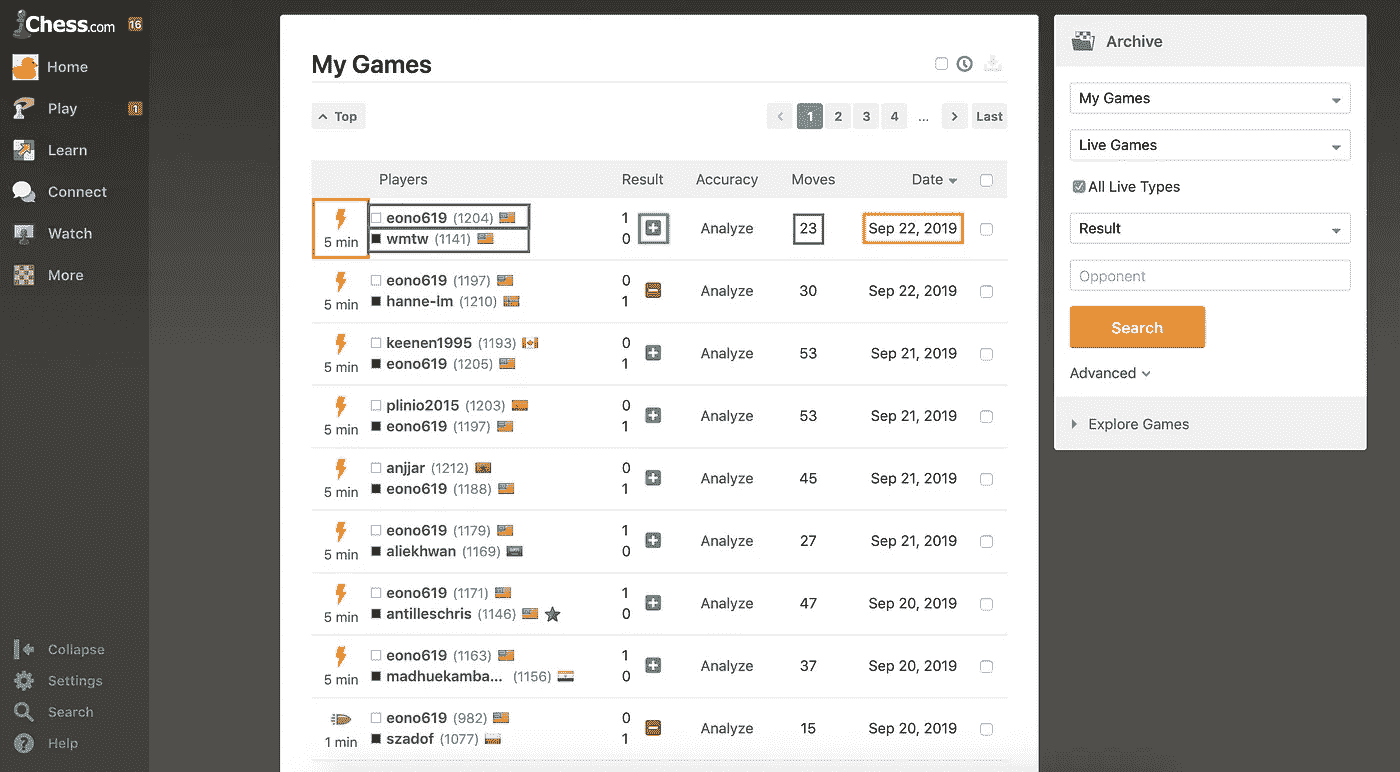 Chess.com 16
Home
Play 1
Learn
Connect
Watch
More
Collapse
Settings
Search
Help
My Games
Top
1 2 3 4 ... Last
Players Result Accuracy Moves Date
5 min
eono619 (1204) 1
wmtw (1141) 0
Analyze 23 Sep 22, 2019
5 min
eono619 (1197) 0
hanne-lm (1210) 1
Analyze 30 Sep 22, 2019
5 min
keenen1995 (1193) 0
eono619 (1205) 1
Analyze 53 Sep 21, 2019
5 min
plinio2015 (1203) 0
eono619 (1197) 1
Analyze 53 Sep 21, 2019
5 min
anjjar (1212) 0
eono619 (1188) 1
Analyze 45 Sep 21, 2019
5 min
eono619 (1179) 1
aliekhwan (1169) 0
Analyze 27 Sep 21, 2019
5 min
eono619 (1171) 1
antilleschris (1146) 0
Analyze 47 Sep 20, 2019
5 min
eono619 (1163) 1
madhuekamba... (1156) 0
Analyze 37 Sep 20, 2019
1 min
eono619 (982) 0
szadof (1077) 1
Analyze 15 Sep 20, 2019
Archive
My Games
Live Games
All Live Types
Result
Opponent
Search
Advanced
Explore Games